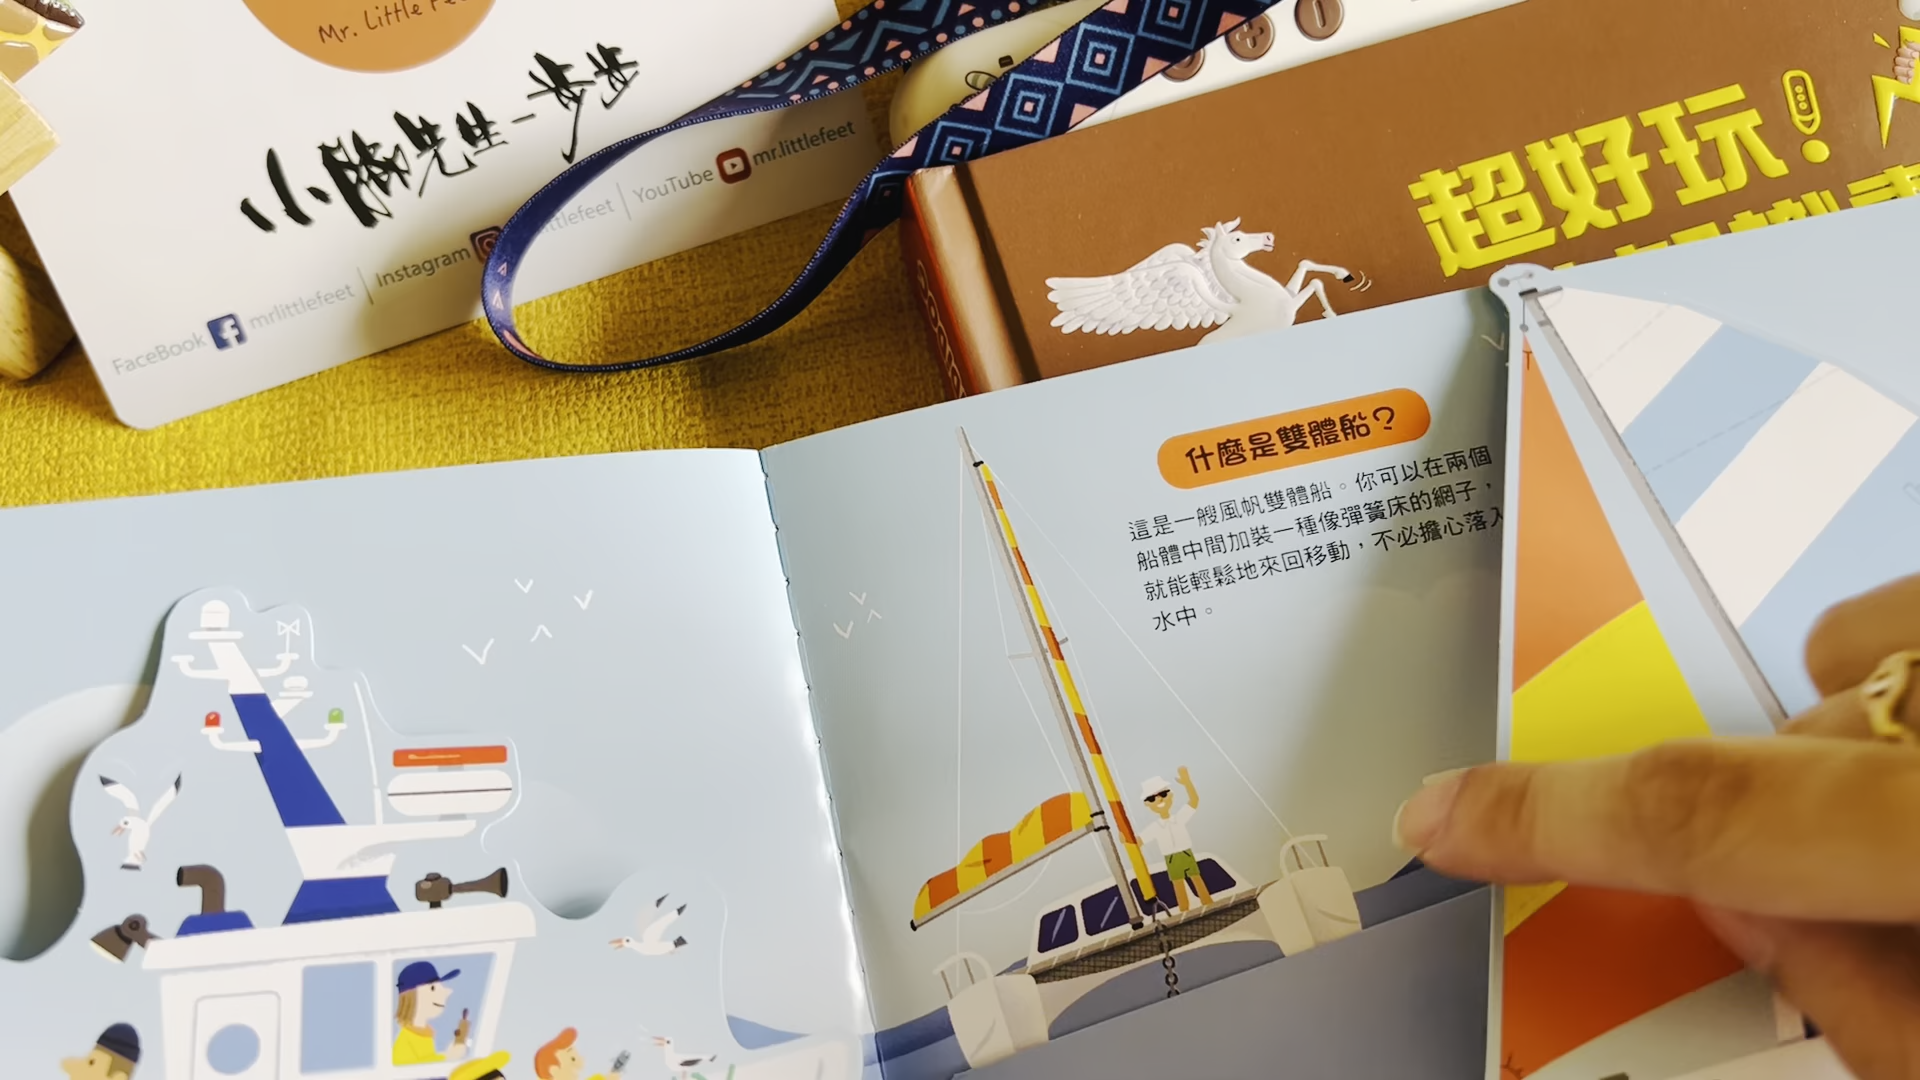 Mr. Little Fee
小腳先生一步步
FaceBook mrlittlefeet | Instagram tlefeet | YouTube mr.littlefeet
超好玩！
什麼是雙體船？
這是一艘風帆雙體船。你可以在兩個
船體中間加裝一種像彈簧床的網子，
就能輕鬆地來回移動，不必擔心落入
水中。